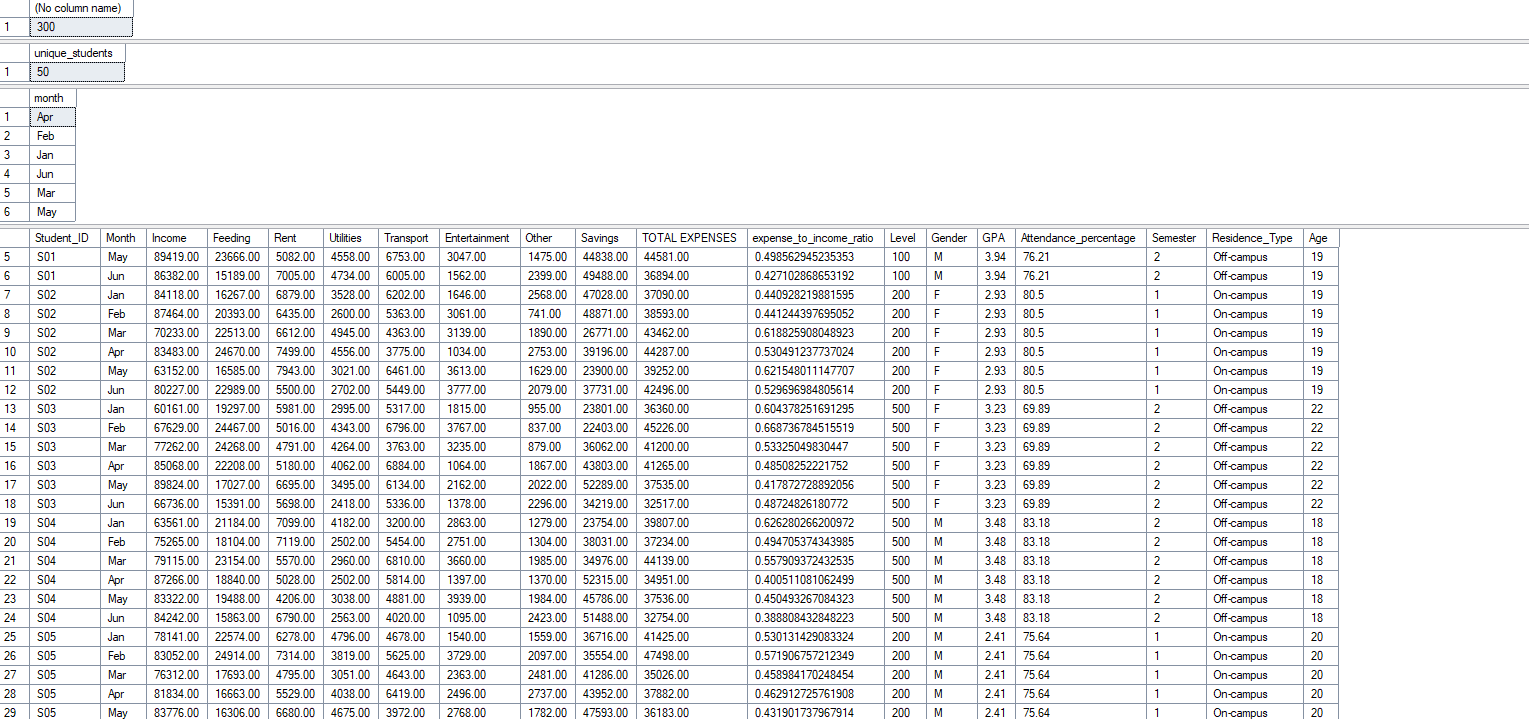 (No column name)
1 300
unique_students
1 50
month
1 Apr
2 Feb
3 Jan
4 Jun
5 Mar
6 May
Student_ID Month Income Feeding Rent Utilities Transport Entertainment Other Savings TOTAL EXPENSES expense_to_income_ratio Level Gender GPA Attendance_percentage Semester Residence_Type Age
5 S01 May 89419.00 23666.00 5082.00 4558.00 6753.00 3047.00 1475.00 44838.00 44581.00 0.498562945235353 100 M 3.94 76.21 2 Off-campus 19
6 S01 Jun 86382.00 15189.00 7005.00 4734.00 6005.00 1562.00 2399.00 49488.00 36894.00 0.427102868653192 100 M 3.94 76.21 2 Off-campus 19
7 S02 Jan 84118.00 16267.00 6879.00 3528.00 6202.00 1646.00 2568.00 47028.00 37090.00 0.440928219881595 200 F 2.93 80.5 1 On-campus 19
8 S02 Feb 87464.00 20393.00 6435.00 2600.00 5363.00 3061.00 741.00 48871.00 38593.00 0.441244397695052 200 F 2.93 80.5 1 On-campus 19
9 S02 Mar 70233.00 22513.00 6612.00 4945.00 4363.00 3139.00 1890.00 26771.00 43462.00 0.618825908048923 200 F 2.93 80.5 1 On-campus 19
10 S02 Apr 83483.00 24670.00 7499.00 4556.00 3775.00 1034.00 2753.00 39196.00 44287.00 0.530491237737024 200 F 2.93 80.5 1 On-campus 19
11 S02 May 63152.00 16585.00 7943.00 3021.00 6461.00 3613.00 1629.00 23900.00 39252.00 0.621548011147707 200 F 2.93 80.5 1 On-campus 19
12 S02 Jun 80227.00 22989.00 5500.00 2702.00 5449.00 3777.00 2079.00 37731.00 42496.00 0.529696984805614 200 F 2.93 80.5 1 On-campus 19
13 S03 Jan 60161.00 19297.00 5981.00 2995.00 5317.00 1815.00 955.00 23801.00 36360.00 0.604378251691295 500 F 3.23 69.89 2 Off-campus 22
14 S03 Feb 67629.00 24467.00 5016.00 4343.00 6796.00 3767.00 837.00 22403.00 45226.00 0.668736784515519 500 F 3.23 69.89 2 Off-campus 22
15 S03 Mar 77262.00 24268.00 4791.00 4264.00 3763.00 3235.00 879.00 36062.00 41200.00 0.53325049830447 500 F 3.23 69.89 2 Off-campus 22
16 S03 Apr 85068.00 22208.00 5180.00 4062.00 6884.00 1064.00 1867.00 43803.00 41265.00 0.48508252221752 500 F 3.23 69.89 2 Off-campus 22
17 S03 May 89824.00 17027.00 6695.00 3495.00 6134.00 2162.00 2022.00 52289.00 37535.00 0.417872728892056 500 F 3.23 69.89 2 Off-campus 22
18 S03 Jun 66736.00 15391.00 5698.00 2418.00 5336.00 1378.00 2296.00 34219.00 32517.00 0.48724826180772 500 F 3.23 69.89 2 Off-campus 22
19 S04 Jan 63561.00 21184.00 7099.00 4182.00 3200.00 2863.00 1279.00 23754.00 39807.00 0.626280266200972 500 M 3.48 83.18 2 Off-campus 18
20 S04 Feb 75265.00 18104.00 7119.00 2502.00 5454.00 2751.00 1304.00 38031.00 37234.00 0.494705374343985 500 M 3.48 83.18 2 Off-campus 18
21 S04 Mar 79115.00 23154.00 5570.00 2960.00 6810.00 3660.00 1985.00 34976.00 44139.00 0.557909372432535 500 M 3.48 83.18 2 Off-campus 18
22 S04 Apr 87266.00 18840.00 5028.00 2502.00 5814.00 1397.00 1370.00 52315.00 34951.00 0.400511081062499 500 M 3.48 83.18 2 Off-campus 18
23 S04 May 83322.00 19488.00 4206.00 3038.00 4881.00 3939.00 1984.00 45786.00 37536.00 0.450493267084323 500 M 3.48 83.18 2 Off-campus 18
24 S04 Jun 84242.00 15863.00 6790.00 2563.00 4020.00 1095.00 2423.00 51488.00 32754.00 0.388808432848223 500 M 3.48 83.18 2 Off-campus 18
25 S05 Jan 78141.00 22574.00 6278.00 4796.00 4678.00 1540.00 1559.00 36716.00 41425.00 0.530131429083324 200 M 2.41 75.64 1 On-campus 20
26 S05 Feb 83052.00 24914.00 7314.00 3819.00 5625.00 3729.00 2097.00 35554.00 47498.00 0.571906757212349 200 M 2.41 75.64 1 On-campus 20
27 S05 Mar 76312.00 17693.00 4795.00 3051.00 4643.00 2363.00 2481.00 41286.00 35026.00 0.458984170248454 200 M 2.41 75.64 1 On-campus 20
28 S05 Apr 81834.00 16663.00 5529.00 4038.00 6419.00 2496.00 2737.00 43952.00 37882.00 0.462912725761908 200 M 2.41 75.64 1 On-campus 20
29 S05 May 83776.00 16306.00 6680.00 4675.00 3972.00 2768.00 1782.00 47593.00 36183.00 0.431901737967914 200 M 2.41 75.64 1 On-campus 20